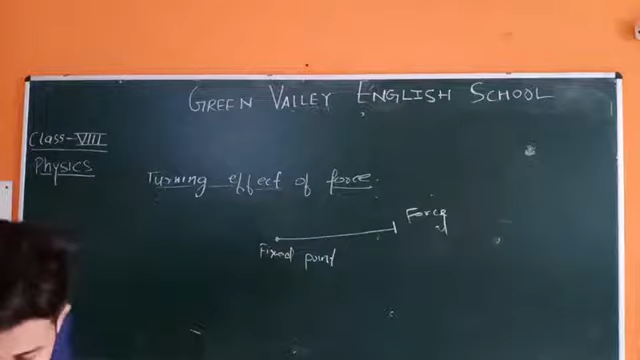 GREEN VALLEY ENGLISH SCHOOL
Class-VIII
Physics
Turning effect of force.
Force
Fixed point